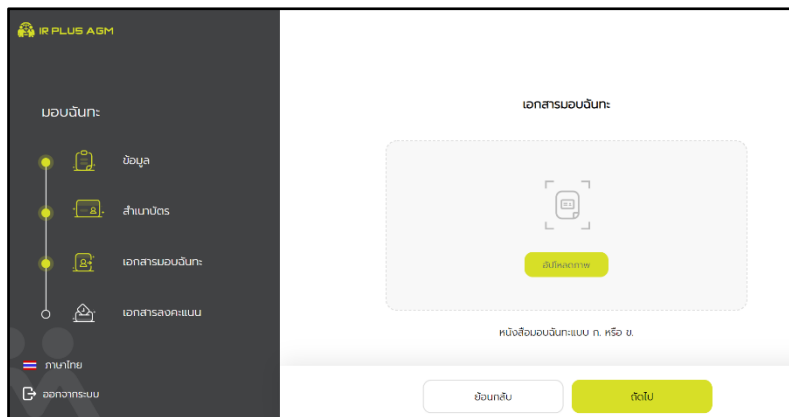 IR PLUS AGM
มอบฉันทะ
ข้อมูล
สำเนาบัตร
เอกสารมอบฉันทะ
เอกสารลงคะแนน
ภาษาไทย
ออกจากระบบ
เอกสารมอบฉันทะ
อัปโหลดภาพ
หนังสือมอบฉันทะแบบ ก. หรือ ข.
ย้อนกลับ
ถัดไป